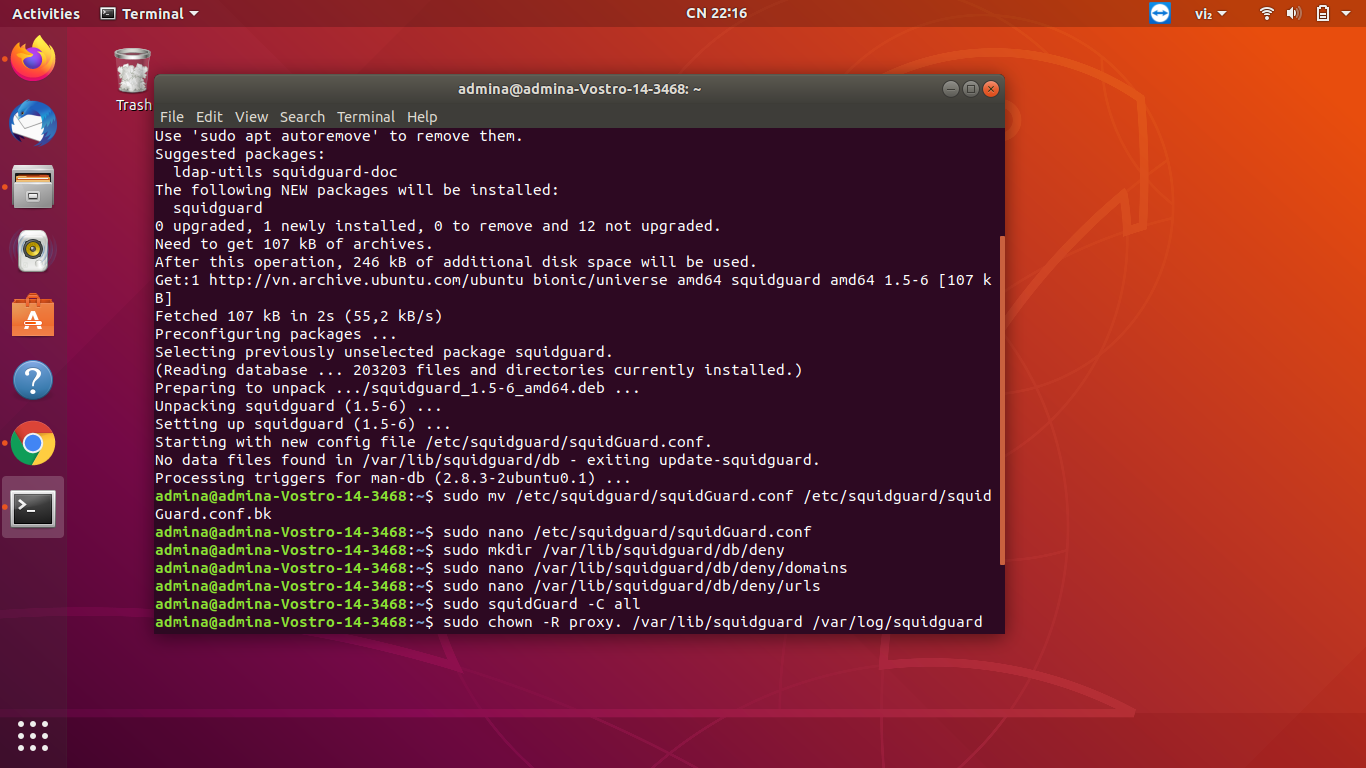 Activities Terminal CN 22:16 vi₂
Trash
admina@admina-Vostro-14-3468: ~
File Edit View Search Terminal Help
Use 'sudo apt autoremove' to remove them.
Suggested packages:
  ldap-utils squidguard-doc
The following NEW packages will be installed:
  squidguard
0 upgraded, 1 newly installed, 0 to remove and 12 not upgraded.
Need to get 107 kB of archives.
After this operation, 246 kB of additional disk space will be used.
Get:1 http://vn.archive.ubuntu.com/ubuntu bionic/universe amd64 squidguard amd64 1.5-6 [107 k
B]
Fetched 107 kB in 2s (55,2 kB/s)
Preconfiguring packages ...
Selecting previously unselected package squidguard.
(Reading database ... 203203 files and directories currently installed.)
Preparing to unpack .../squidguard_1.5-6_amd64.deb ...
Unpacking squidguard (1.5-6) ...
Setting up squidguard (1.5-6) ...
Starting with new config file /etc/squidguard/squidGuard.conf.
No data files found in /var/lib/squidguard/db - exiting update-squidguard.
Processing triggers for man-db (2.8.3-2ubuntu0.1) ...
admina@admina-Vostro-14-3468:~$ sudo mv /etc/squidguard/squidGuard.conf /etc/squidguard/squid
Guard.conf.bk
admina@admina-Vostro-14-3468:~$ sudo nano /etc/squidguard/squidGuard.conf
admina@admina-Vostro-14-3468:~$ sudo mkdir /var/lib/squidguard/db/deny
admina@admina-Vostro-14-3468:~$ sudo nano /var/lib/squidguard/db/deny/domains
admina@admina-Vostro-14-3468:~$ sudo nano /var/lib/squidguard/db/deny/urls
admina@admina-Vostro-14-3468:~$ sudo squidGuard -C all
admina@admina-Vostro-14-3468:~$ sudo chown -R proxy. /var/lib/squidguard /var/log/squidguard